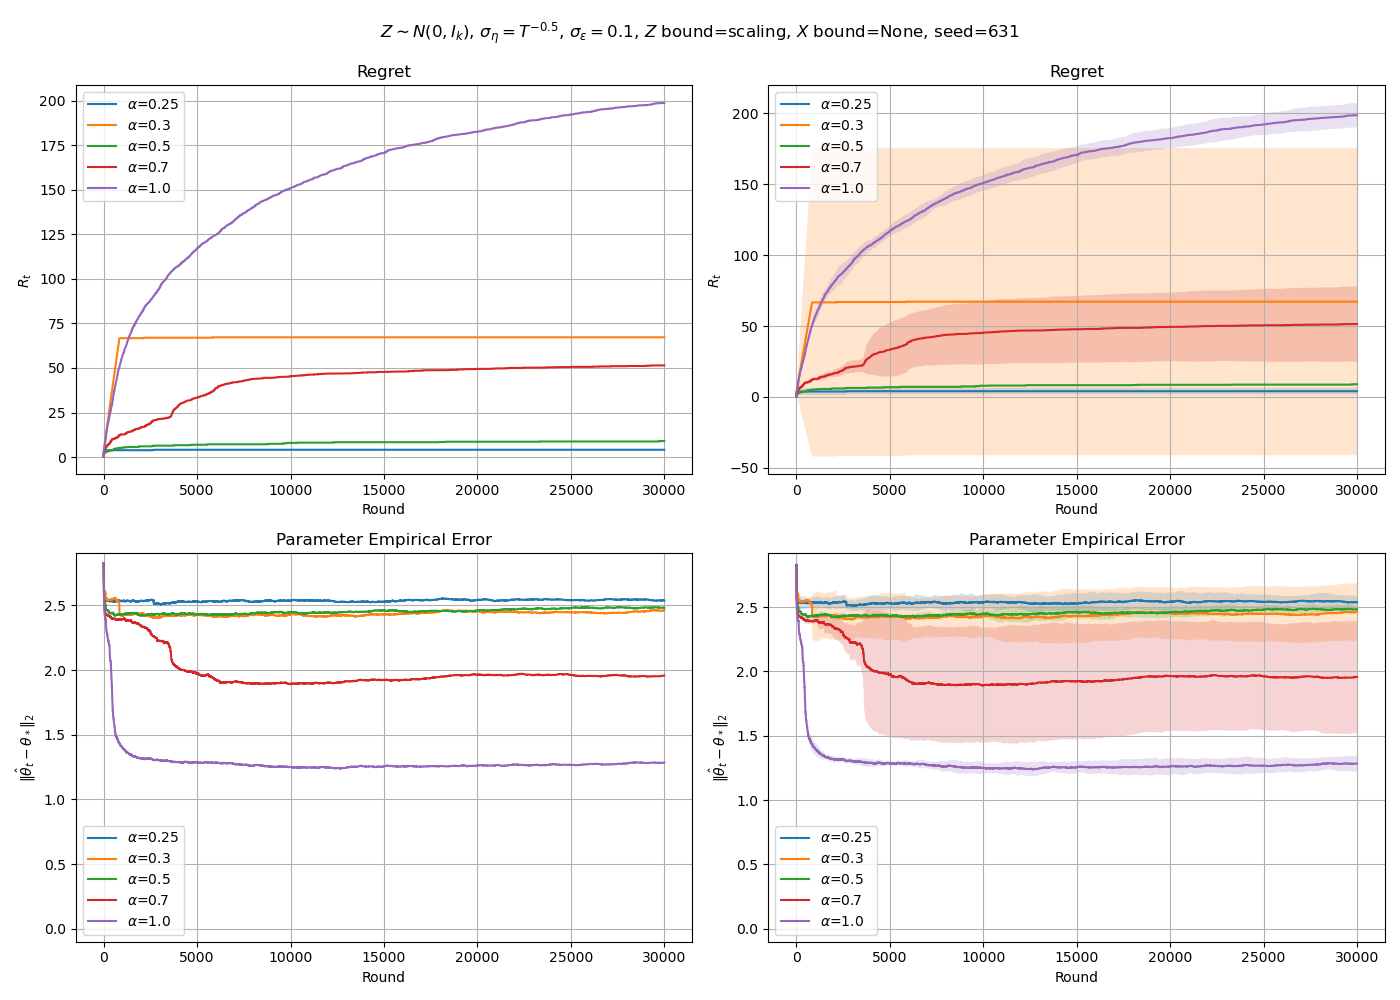 Z ∼ N(0, I_k), σ_η = T^{−0.5}, σ_ε = 0.1, Z bound=scaling, X bound=None, seed=631
Regret
R_t
200
175
150
125
100
75
50
25
0
α=0.25
α=0.3
α=0.5
α=0.7
α=1.0
0 5000 10000 15000 20000 25000 30000
Round
Regret
R_t
200
150
100
50
0
−50
α=0.25
α=0.3
α=0.5
α=0.7
α=1.0
0 5000 10000 15000 20000 25000 30000
Round
Parameter Empirical Error
‖θ̂_t − θ_*‖_2
2.5
2.0
1.5
1.0
0.5
0.0
α=0.25
α=0.3
α=0.5
α=0.7
α=1.0
0 5000 10000 15000 20000 25000 30000
Round
Parameter Empirical Error
‖θ̂_t − θ_*‖_2
2.5
2.0
1.5
1.0
0.5
0.0
α=0.25
α=0.3
α=0.5
α=0.7
α=1.0
0 5000 10000 15000 20000 25000 30000
Round